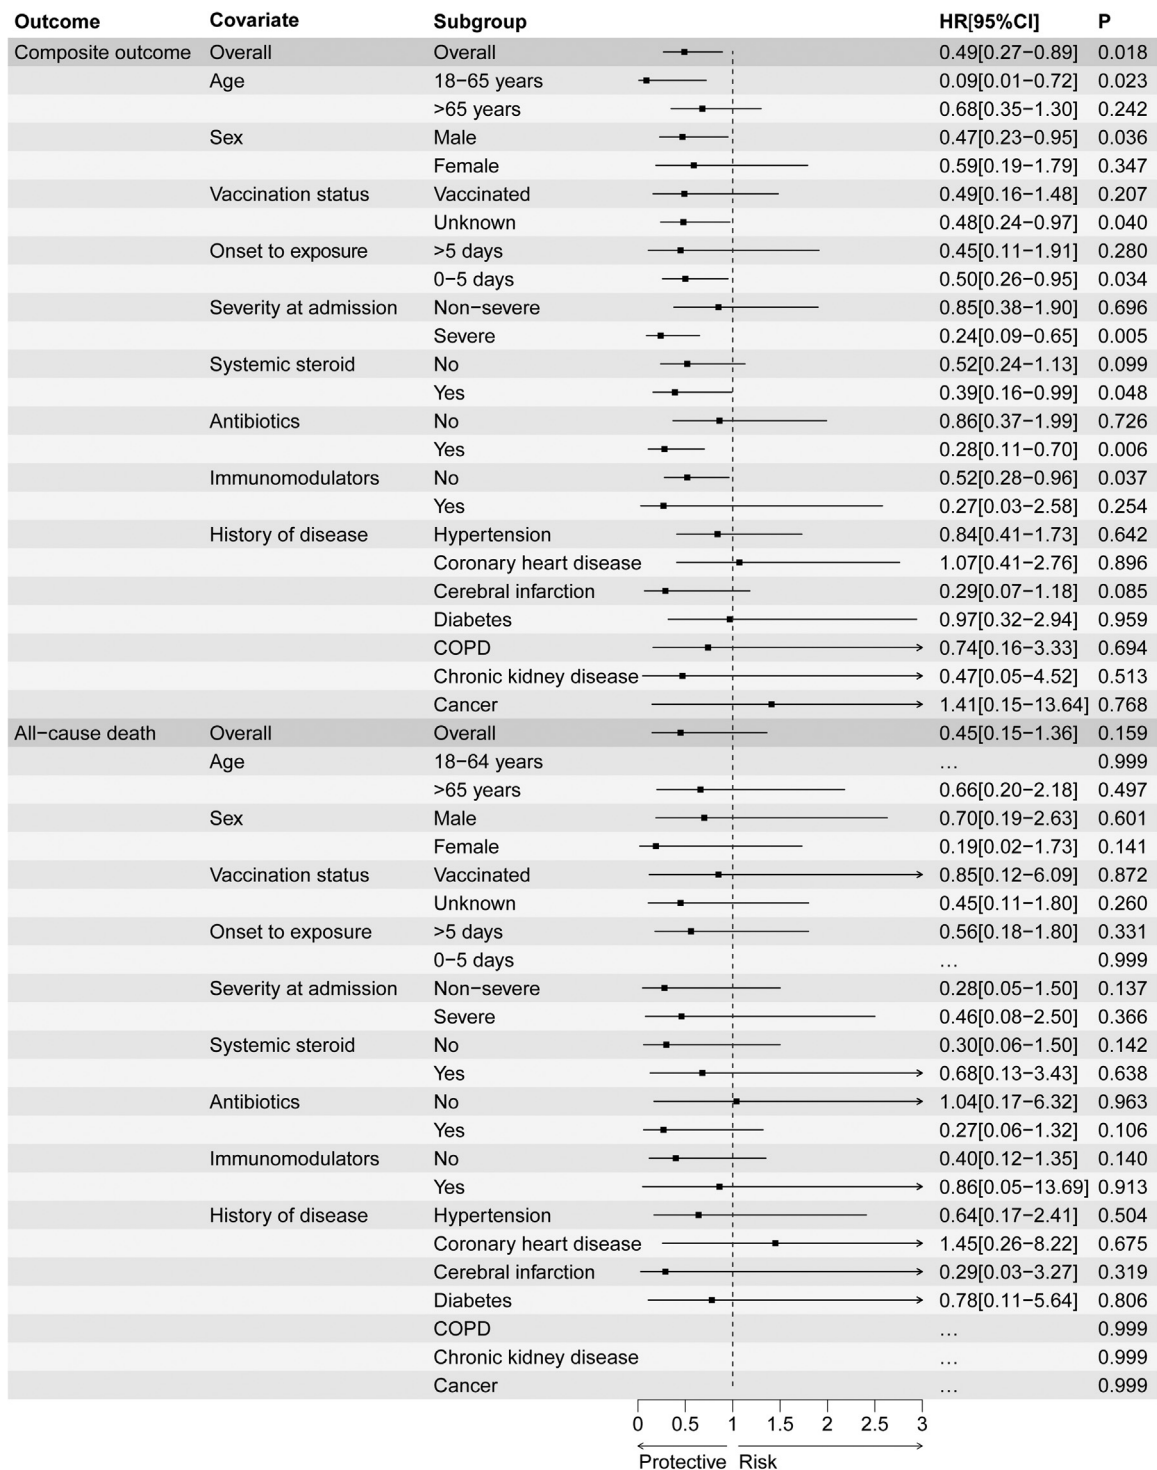 Outcome Covariate Subgroup HR[95%CI] P
Composite outcome Overall Overall 0.49[0.27−0.89] 0.018
Age 18−65 years 0.09[0.01−0.72] 0.023
>65 years 0.68[0.35−1.30] 0.242
Sex Male 0.47[0.23−0.95] 0.036
Female 0.59[0.19−1.79] 0.347
Vaccination status Vaccinated 0.49[0.16−1.48] 0.207
Unknown 0.48[0.24−0.97] 0.040
Onset to exposure >5 days 0.45[0.11−1.91] 0.280
0−5 days 0.50[0.26−0.95] 0.034
Severity at admission Non−severe 0.85[0.38−1.90] 0.696
Severe 0.24[0.09−0.65] 0.005
Systemic steroid No 0.52[0.24−1.13] 0.099
Yes 0.39[0.16−0.99] 0.048
Antibiotics No 0.86[0.37−1.99] 0.726
Yes 0.28[0.11−0.70] 0.006
Immunomodulators No 0.52[0.28−0.96] 0.037
Yes 0.27[0.03−2.58] 0.254
History of disease Hypertension 0.84[0.41−1.73] 0.642
Coronary heart disease 1.07[0.41−2.76] 0.896
Cerebral infarction 0.29[0.07−1.18] 0.085
Diabetes 0.97[0.32−2.94] 0.959
COPD 0.74[0.16−3.33] 0.694
Chronic kidney disease 0.47[0.05−4.52] 0.513
Cancer 1.41[0.15−13.64] 0.768
All−cause death Overall Overall 0.45[0.15−1.36] 0.159
Age 18−64 years ... 0.999
>65 years 0.66[0.20−2.18] 0.497
Sex Male 0.70[0.19−2.63] 0.601
Female 0.19[0.02−1.73] 0.141
Vaccination status Vaccinated 0.85[0.12−6.09] 0.872
Unknown 0.45[0.11−1.80] 0.260
Onset to exposure >5 days 0.56[0.18−1.80] 0.331
0−5 days ... 0.999
Severity at admission Non−severe 0.28[0.05−1.50] 0.137
Severe 0.46[0.08−2.50] 0.366
Systemic steroid No 0.30[0.06−1.50] 0.142
Yes 0.68[0.13−3.43] 0.638
Antibiotics No 1.04[0.17−6.32] 0.963
Yes 0.27[0.06−1.32] 0.106
Immunomodulators No 0.40[0.12−1.35] 0.140
Yes 0.86[0.05−13.69] 0.913
History of disease Hypertension 0.64[0.17−2.41] 0.504
Coronary heart disease 1.45[0.26−8.22] 0.675
Cerebral infarction 0.29[0.03−3.27] 0.319
Diabetes 0.78[0.11−5.64] 0.806
COPD ... 0.999
Chronic kidney disease ... 0.999
Cancer ... 0.999
0 0.5 1 1.5 2 2.5 3
Protective Risk